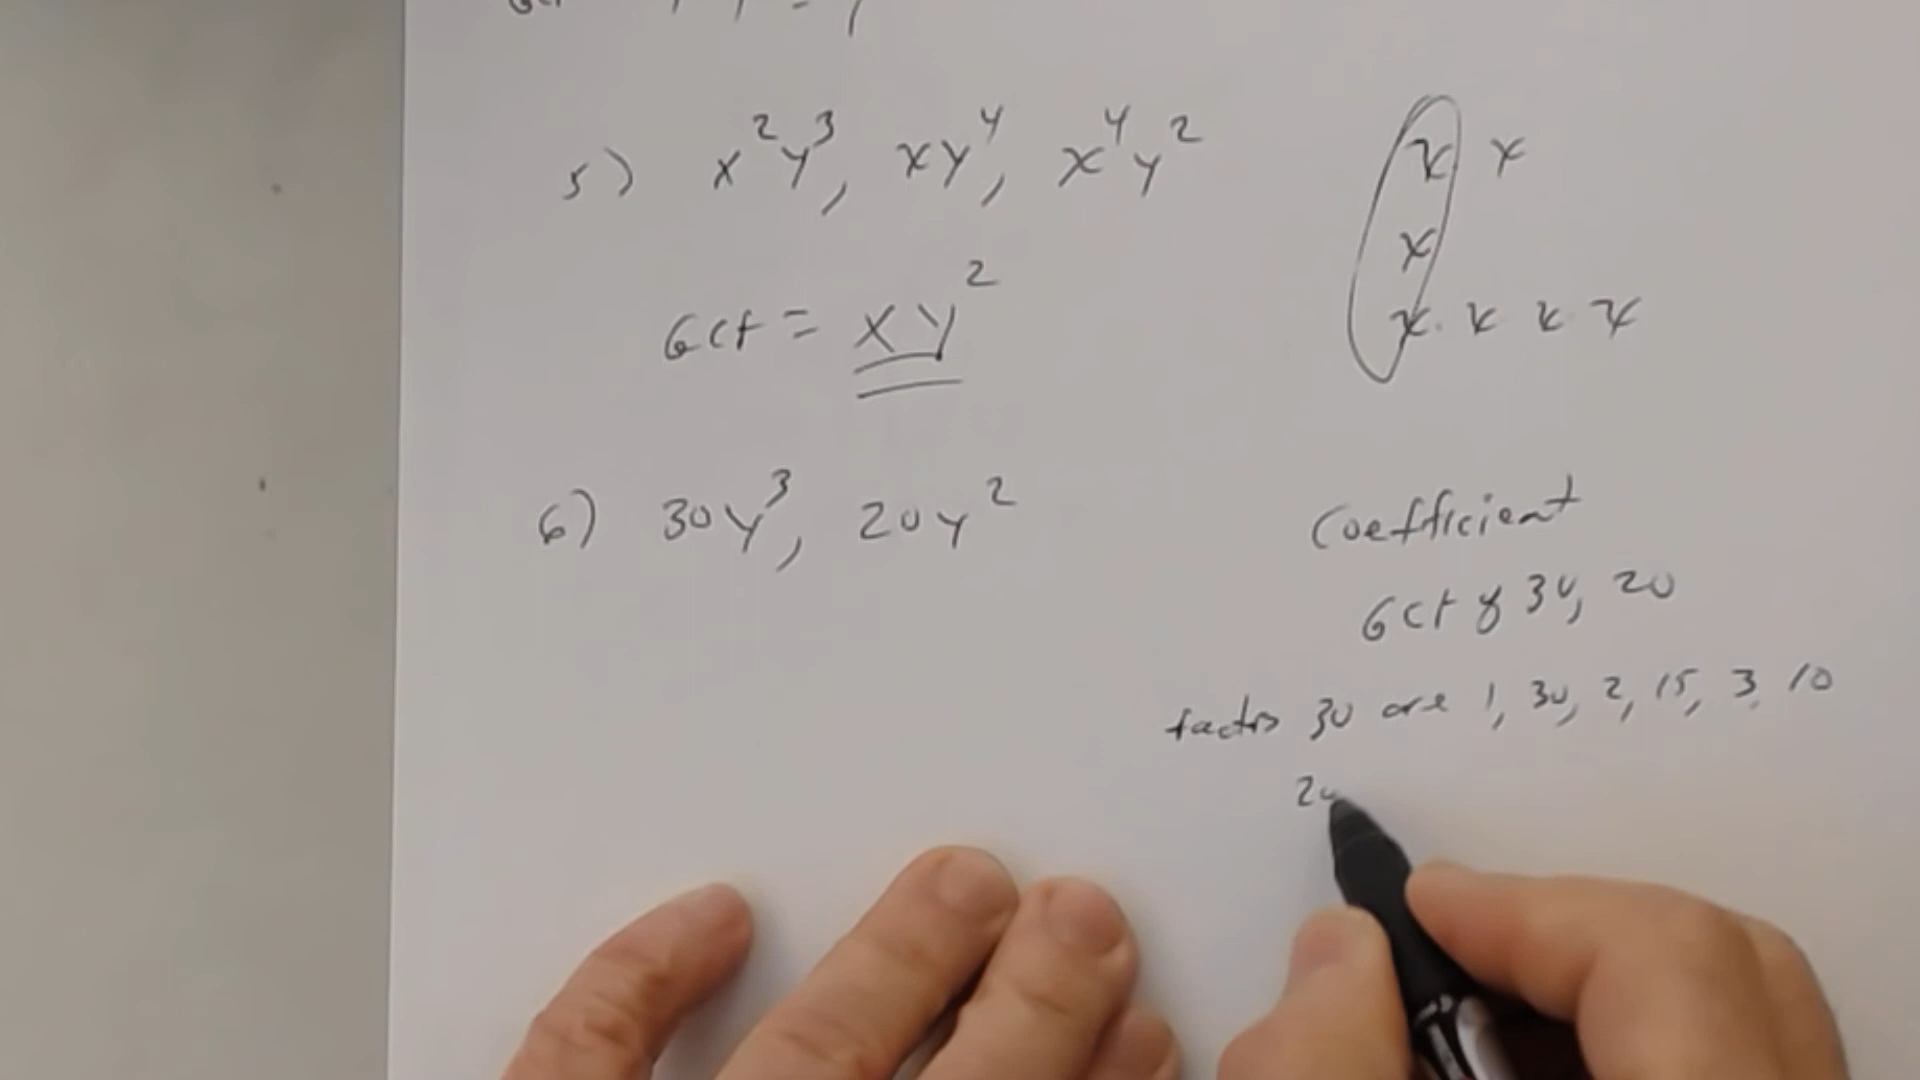 5) x²y³, xy⁴, x⁴y²
x x
x
GCF = xy²
x · x · x · x
6) 30y³, 20y²
Coefficient
GCF of 30, 20
factors 30 are 1, 30, 2, 15, 3, 10
20